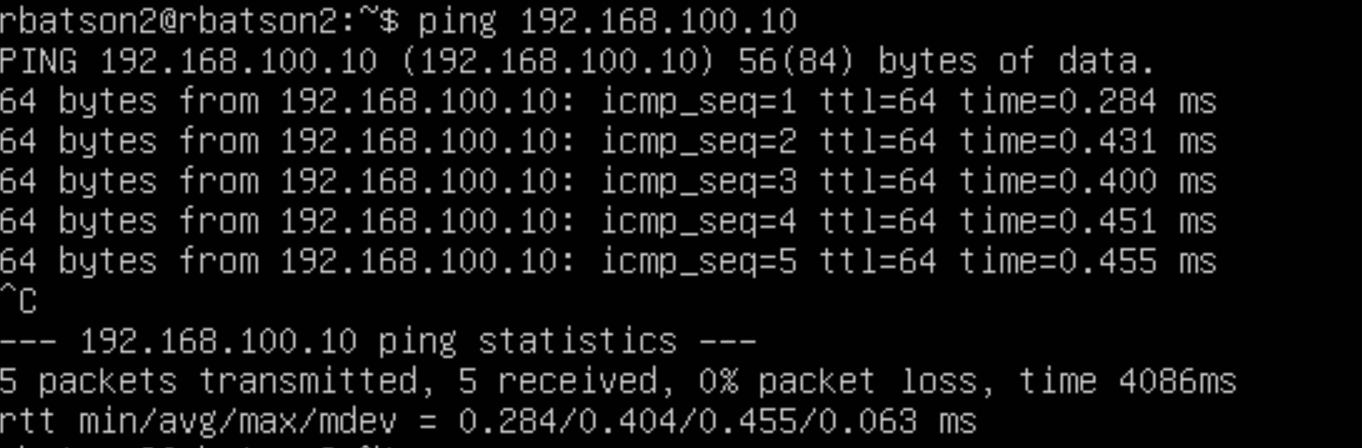 rbatson2@rbatson2:~$ ping 192.168.100.10
PING 192.168.100.10 (192.168.100.10) 56(84) bytes of data.
64 bytes from 192.168.100.10: icmp_seq=1 ttl=64 time=0.284 ms
64 bytes from 192.168.100.10: icmp_seq=2 ttl=64 time=0.431 ms
64 bytes from 192.168.100.10: icmp_seq=3 ttl=64 time=0.400 ms
64 bytes from 192.168.100.10: icmp_seq=4 ttl=64 time=0.451 ms
64 bytes from 192.168.100.10: icmp_seq=5 ttl=64 time=0.455 ms
^C
--- 192.168.100.10 ping statistics ---
5 packets transmitted, 5 received, 0% packet loss, time 4086ms
rtt min/avg/max/mdev = 0.284/0.404/0.455/0.063 ms